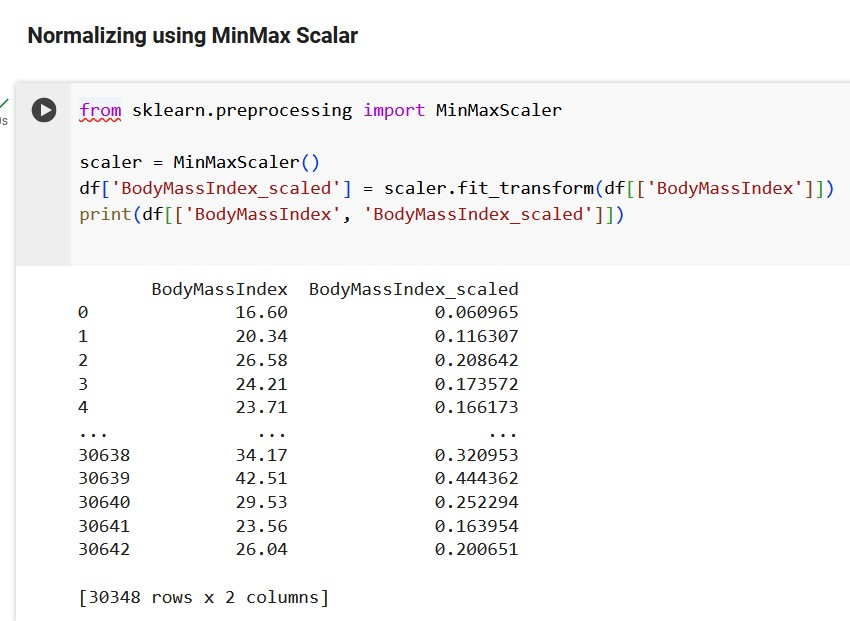 Normalizing using MinMax Scalar
from sklearn.preprocessing import MinMaxScaler
scaler = MinMaxScaler()
df['BodyMassIndex_scaled'] = scaler.fit_transform(df[['BodyMassIndex']])
print(df[['BodyMassIndex', 'BodyMassIndex_scaled']])
BodyMassIndex BodyMassIndex_scaled
0 16.60 0.060965
1 20.34 0.116307
2 26.58 0.208642
3 24.21 0.173572
4 23.71 0.166173
... ... ...
30638 34.17 0.320953
30639 42.51 0.444362
30640 29.53 0.252294
30641 23.56 0.163954
30642 26.04 0.200651
[30348 rows x 2 columns]